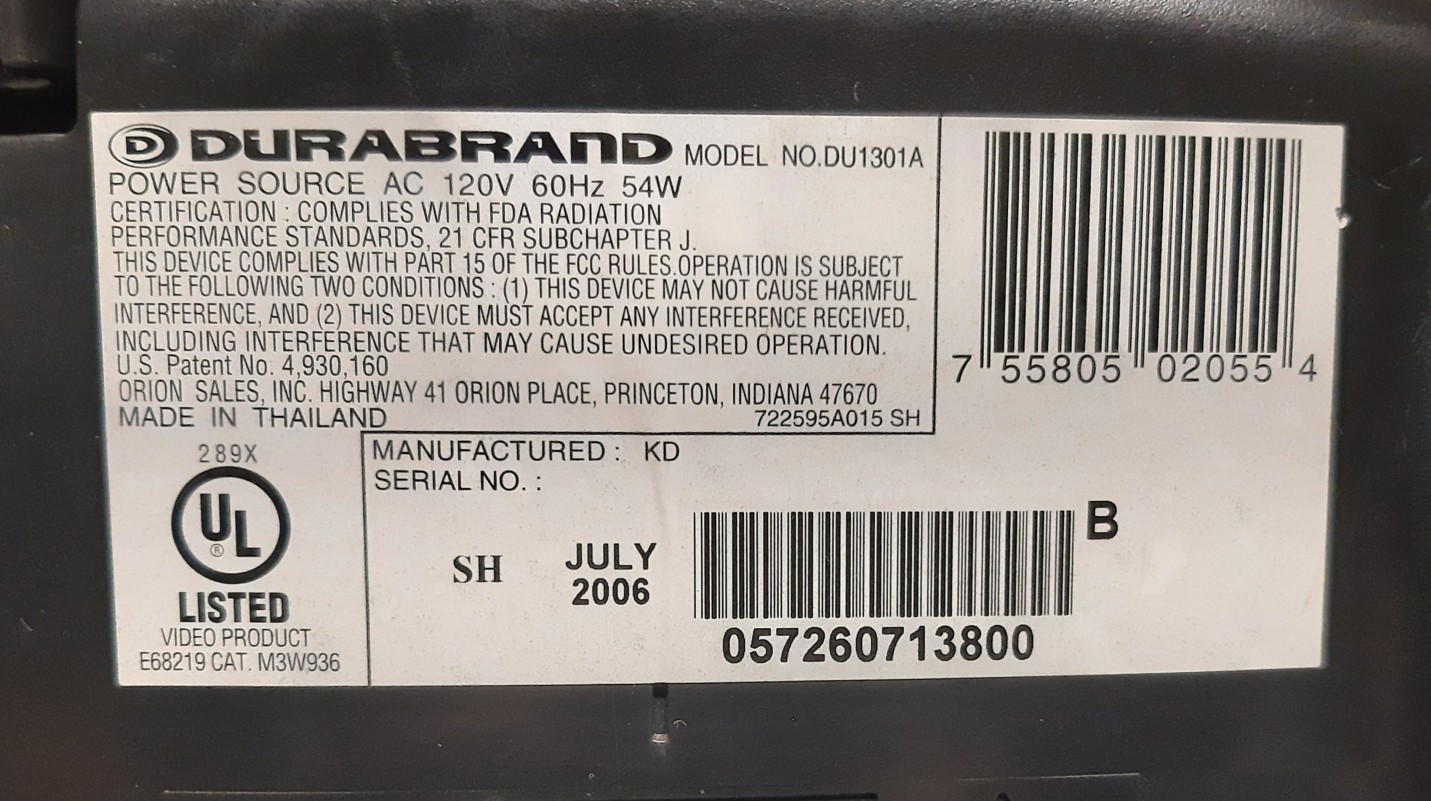 D DURABRAND MODEL NO.DU1301A
POWER SOURCE AC 120V 60Hz 54W
CERTIFICATION : COMPLIES WITH FDA RADIATION
PERFORMANCE STANDARDS, 21 CFR SUBCHAPTER J.
THIS DEVICE COMPLIES WITH PART 15 OF THE FCC RULES.OPERATION IS SUBJECT
TO THE FOLLOWING TWO CONDITIONS : (1) THIS DEVICE MAY NOT CAUSE HARMFUL
INTERFERENCE, AND (2) THIS DEVICE MUST ACCEPT ANY INTERFERENCE RECEIVED,
INCLUDING INTERFERENCE THAT MAY CAUSE UNDESIRED OPERATION.
U.S. Patent No. 4,930,160
ORION SALES, INC. HIGHWAY 41 ORION PLACE, PRINCETON, INDIANA 47670
MADE IN THAILAND 722595A015 SH
7 55805 02055 4
289X
UL ®
LISTED
VIDEO PRODUCT
E68219 CAT. M3W936
MANUFACTURED : KD
SERIAL NO. :
SH JULY
2006
B
057260713800